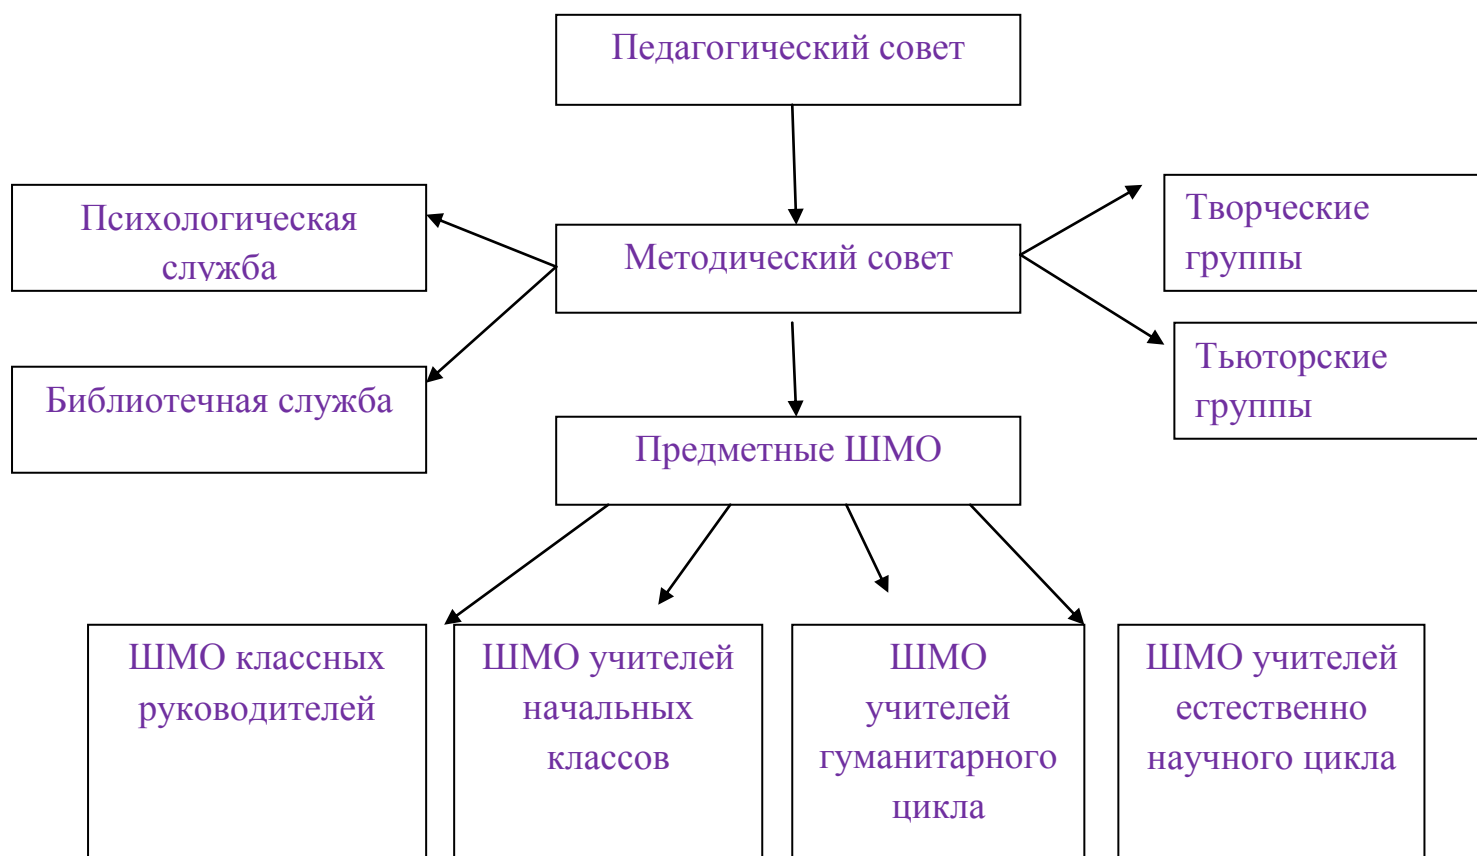 Педагогический совет
Психологическая
служба
Методический совет
Творческие
группы
Библиотечная служба
Тьюторские
группы
Предметные ШМО
ШМО классных
руководителей
ШМО учителей
начальных
классов
ШМО
учителей
гуманитарного
цикла
ШМО учителей
естественно
научного цикла